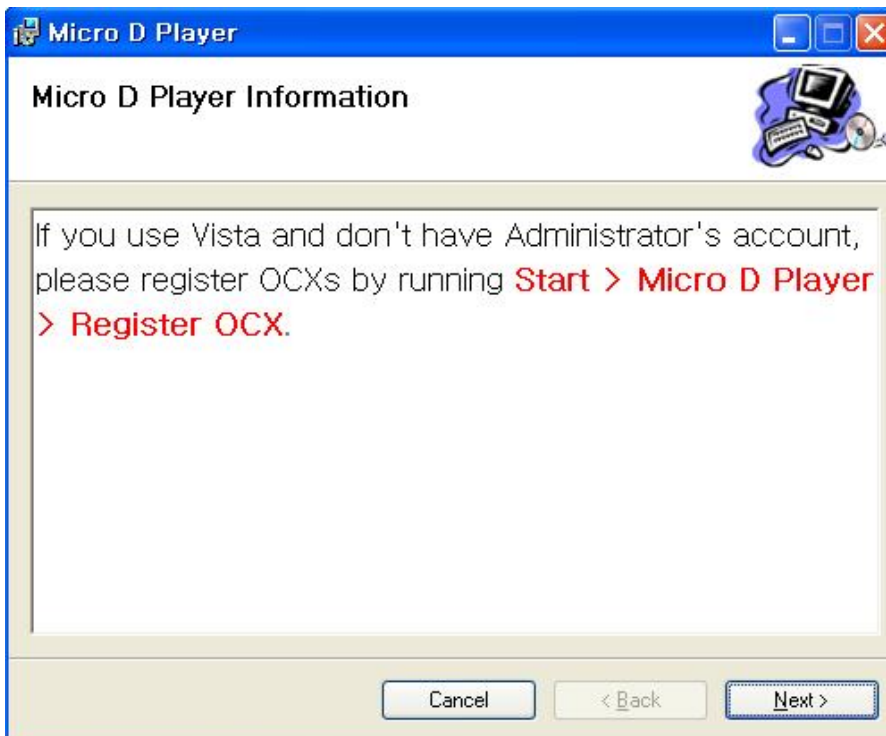 Micro D Player
Micro D Player Information
If you use Vista and don't have Administrator's account,
please register OCXs by running Start > Micro D Player
> Register OCX.
Cancel
< Back
Next >